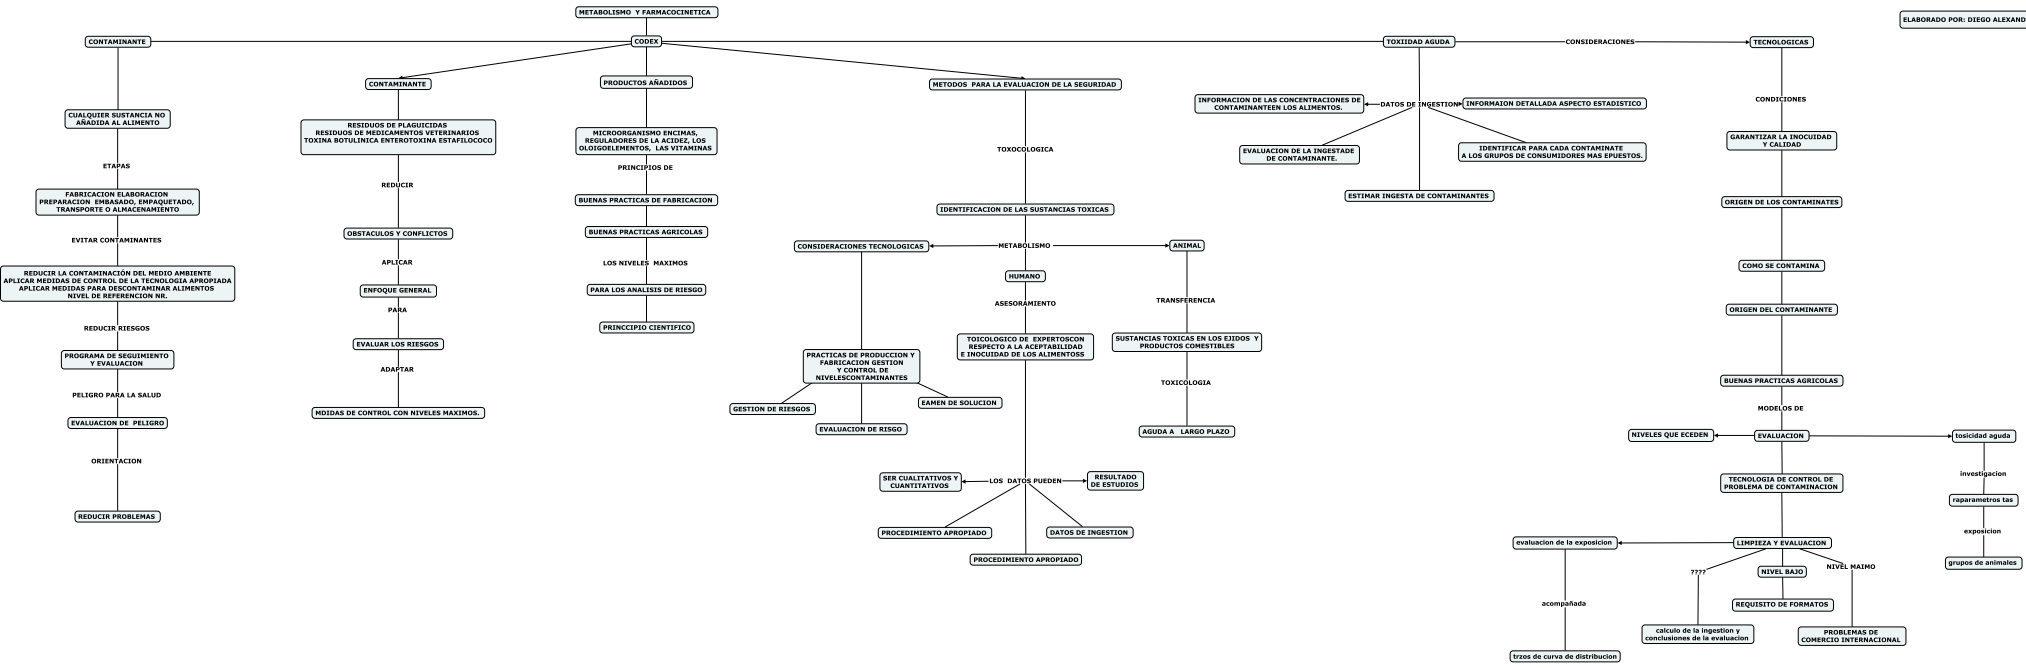 METABOLISMO Y FARMACOCINETICA
ELABORADO POR: DIEGO ALEXAND
CONTAMINANTE
CODEX
TOXIIDAD AGUDA
CONSIDERACIONES
TECNOLOGICAS
CUALQUIER SUSTANCIA NO
AÑADIDA AL ALIMENTO
ETAPAS
FABRICACION ELABORACION
PREPARACION EMBASADO, EMPAQUETADO,
TRANSPORTE O ALMACENAMIENTO
EVITAR CONTAMINANTES
REDUCIR LA CONTAMINACIÓN DEL MEDIO AMBIENTE
APLICAR MEDIDAS DE CONTROL DE LA TECNOLOGIA APROPIADA
APLICAR MEDIDAS PARA DESCONTAMINAR ALIMENTOS
NIVEL DE REFERENCION NR.
REDUCIR RIESGOS
PROGRAMA DE SEGUIMIENTO
Y EVALUACION
PELIGRO PARA LA SALUD
EVALUACION DE PELIGRO
ORIENTACION
REDUCIR PROBLEMAS
CONTAMINANTE
RESIDUOS DE PLAGUICIDAS
RESIDUOS DE MEDICAMENTOS VETERINARIOS
TOXINA BOTULINICA ENTEROTOXINA ESTAFILOCOCO
REDUCIR
OBSTACULOS Y CONFLICTOS
APLICAR
ENFOQUE GENERAL
PARA
EVALUAR LOS RIESGOS
ADAPTAR
MDIDAS DE CONTROL CON NIVELES MAXIMOS.
PRODUCTOS AÑADIDOS
MICROORGANISMO ENCIMAS,
REGULADORES DE LA ACIDEZ, LOS
OLOIGOELEMENTOS, LAS VITAMINAS
PRINCIPIOS DE
BUENAS PRACTICAS DE FABRICACION
BUENAS PRACTICAS AGRICOLAS
LOS NIVELES MAXIMOS
PARA LOS ANALISIS DE RIESGO
PRINCCIPIO CIENTIFICO
METODOS PARA LA EVALUACION DE LA SEGURIDAD
TOXOCOLOGICA
IDENTIFICACION DE LAS SUSTANCIAS TOXICAS
CONSIDERACIONES TECNOLOGICAS
METABOLISMO
ANIMAL
HUMANO
ASESORAMIENTO
TOICOLOGICO DE EXPERTOSCON
RESPECTO A LA ACEPTABILIDAD
E INOCUIDAD DE LOS ALIMENTOSS
TRANSFERENCIA
SUSTANCIAS TOXICAS EN LOS EJIDOS Y
PRODUCTOS COMESTIBLES
TOXICOLOGIA
AGUDA A LARGO PLAZO
PRACTICAS DE PRODUCCION Y
FABRICACION GESTION
Y CONTROL DE
NIVELESCONTAMINANTES
GESTION DE RIESGOS
EVALUACION DE RISGO
EAMEN DE SOLUCION
SER CUALITATIVOS Y
CUANTITATIVOS
LOS DATOS PUEDEN
RESULTADO
DE ESTUDIOS
PROCEDIMIENTO APROPIADO
DATOS DE INGESTION
PROCEDIMIENTO APROPIADO
INFORMACION DE LAS CONCENTRACIONES DE
CONTAMINANTEEN LOS ALIMENTOS.
DATOS DE INGESTION
INFORMAION DETALLADA ASPECTO ESTADISTICO
EVALUACION DE LA INGESTADE
DE CONTAMINANTE.
IDENTIFICAR PARA CADA CONTAMINATE
A LOS GRUPOS DE CONSUMIDORES MAS EPUESTOS.
ESTIMAR INGESTA DE CONTAMINANTES
CONDICIONES
GARANTIZAR LA INOCUIDAD
Y CALIDAD
ORIGEN DE LOS CONTAMINATES
COMO SE CONTAMINA
ORIGEN DEL CONTAMINANTE
BUENAS PRACTICAS AGRICOLAS
MODELOS DE
NIVELES QUE ECEDEN
EVALUACION
tosicidad aguda
investigacion
raparametros tas
exposicion
grupos de animales
TECNOLOGIA DE CONTROL DE
PROBLEMA DE CONTAMINACION
evaluacion de la exposicion
LIMPIEZA Y EVALUACION
????
NIVEL BAJO
NIVEL MAIMO
REQUISITO DE FORMATOS
acompañada
calculo de la ingestion y
conclusiones de la evaluacion
PROBLEMAS DE
COMERCIO INTERNACIONAL
trzos de curva de distribucion